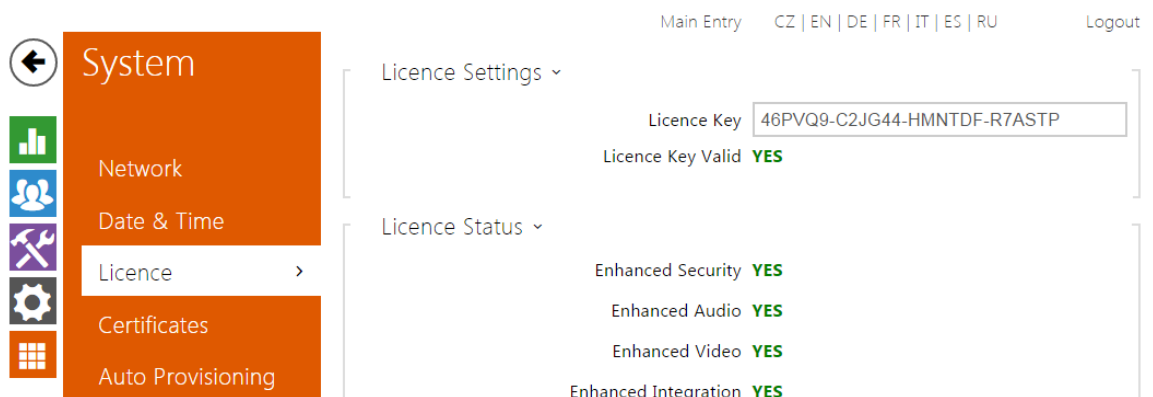 Main Entry CZ | EN | DE | FR | IT | ES | RU Logout
System
Network
Date & Time
Licence
Certificates
Auto Provisioning
Licence Settings
Licence Key 46PVQ9-C2JG44-HMNTDF-R7ASTP
Licence Key Valid YES
Licence Status
Enhanced Security YES
Enhanced Audio YES
Enhanced Video YES
Enhanced Integration YES